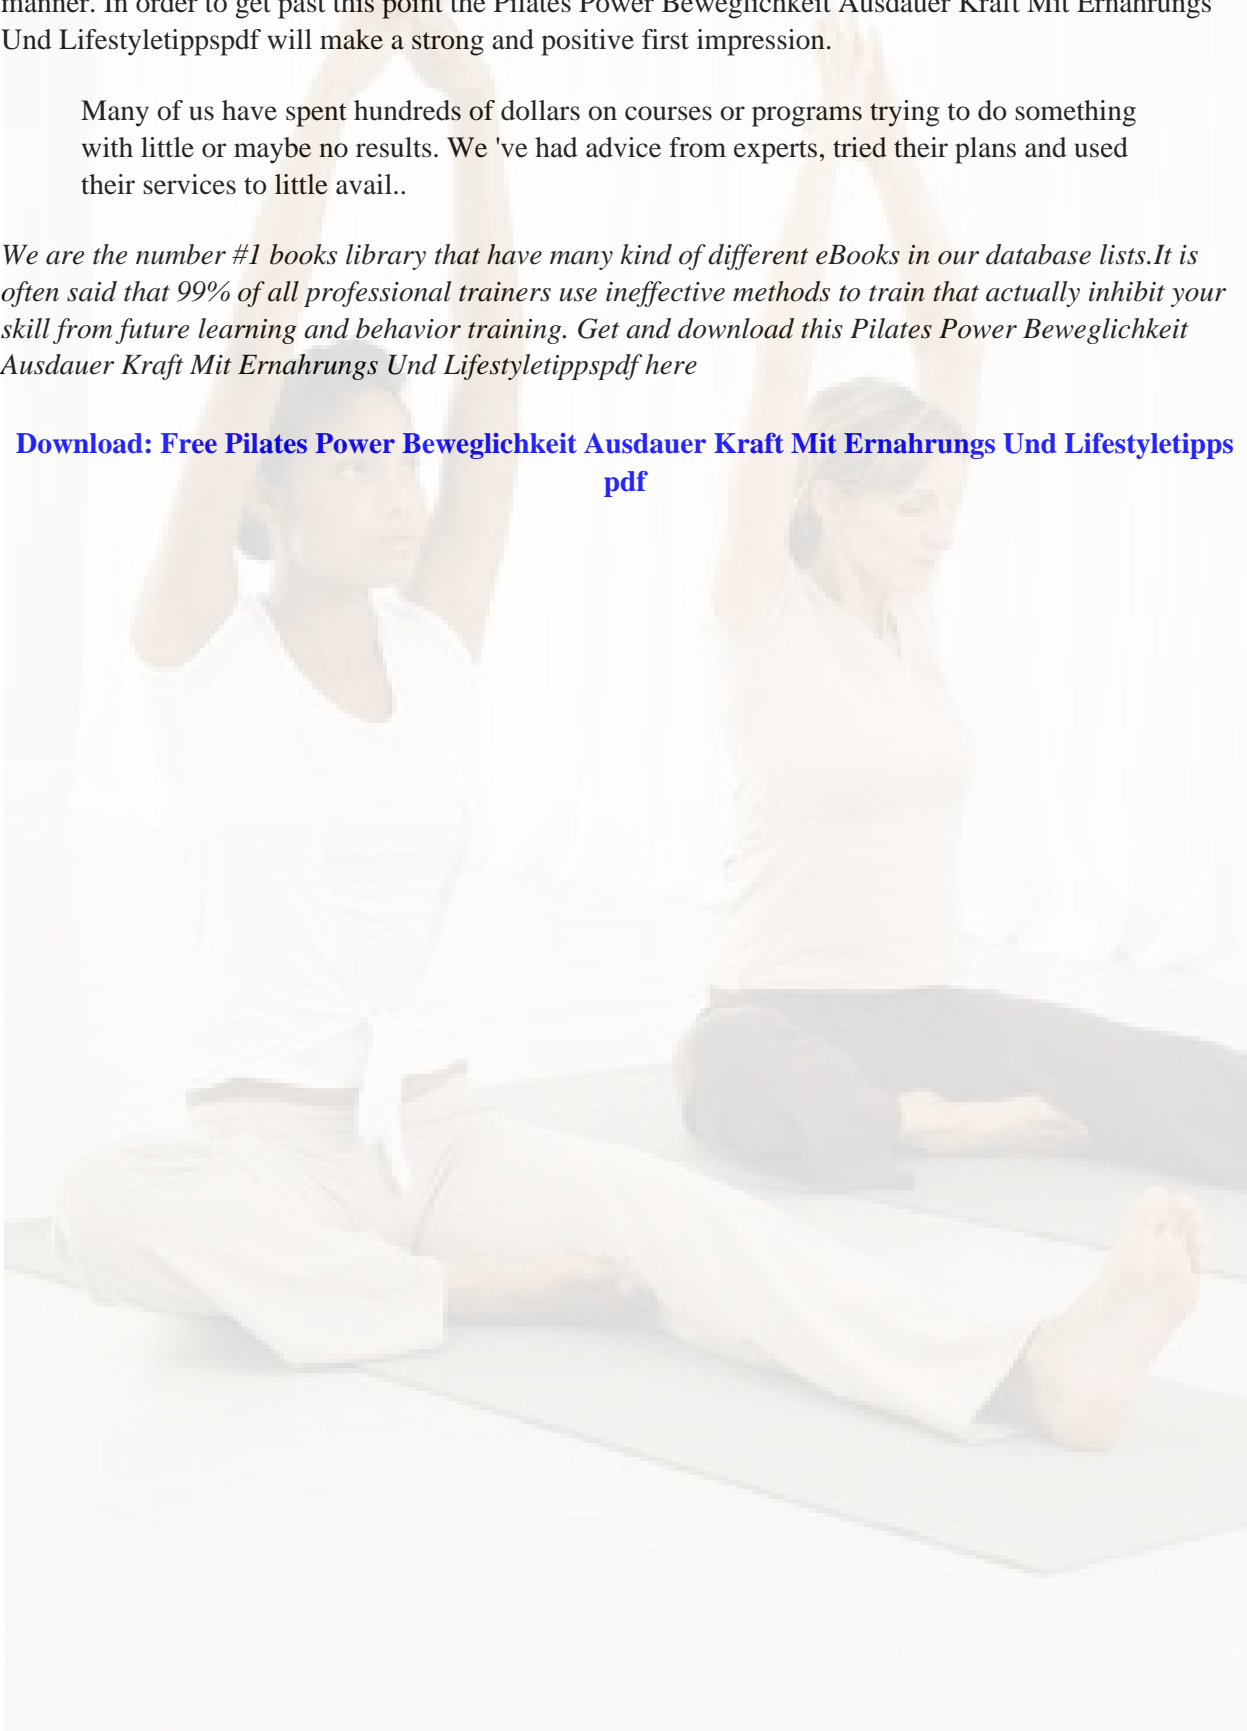 manner. In order to get past this point the Pilates Power Beweglichkeit Ausdauer Kraft Mit Ernahrungs
Und Lifestyletippspdf will make a strong and positive first impression.
Many of us have spent hundreds of dollars on courses or programs trying to do something
with little or maybe no results. We 've had advice from experts, tried their plans and used
their services to little avail..
We are the number #1 books library that have many kind of different eBooks in our database lists.It is
often said that 99% of all professional trainers use ineffective methods to train that actually inhibit your
skill from future learning and behavior training. Get and download this Pilates Power Beweglichkeit
Ausdauer Kraft Mit Ernahrungs Und Lifestyletippspdf here
Download: Free Pilates Power Beweglichkeit Ausdauer Kraft Mit Ernahrungs Und Lifestyletipps
pdf